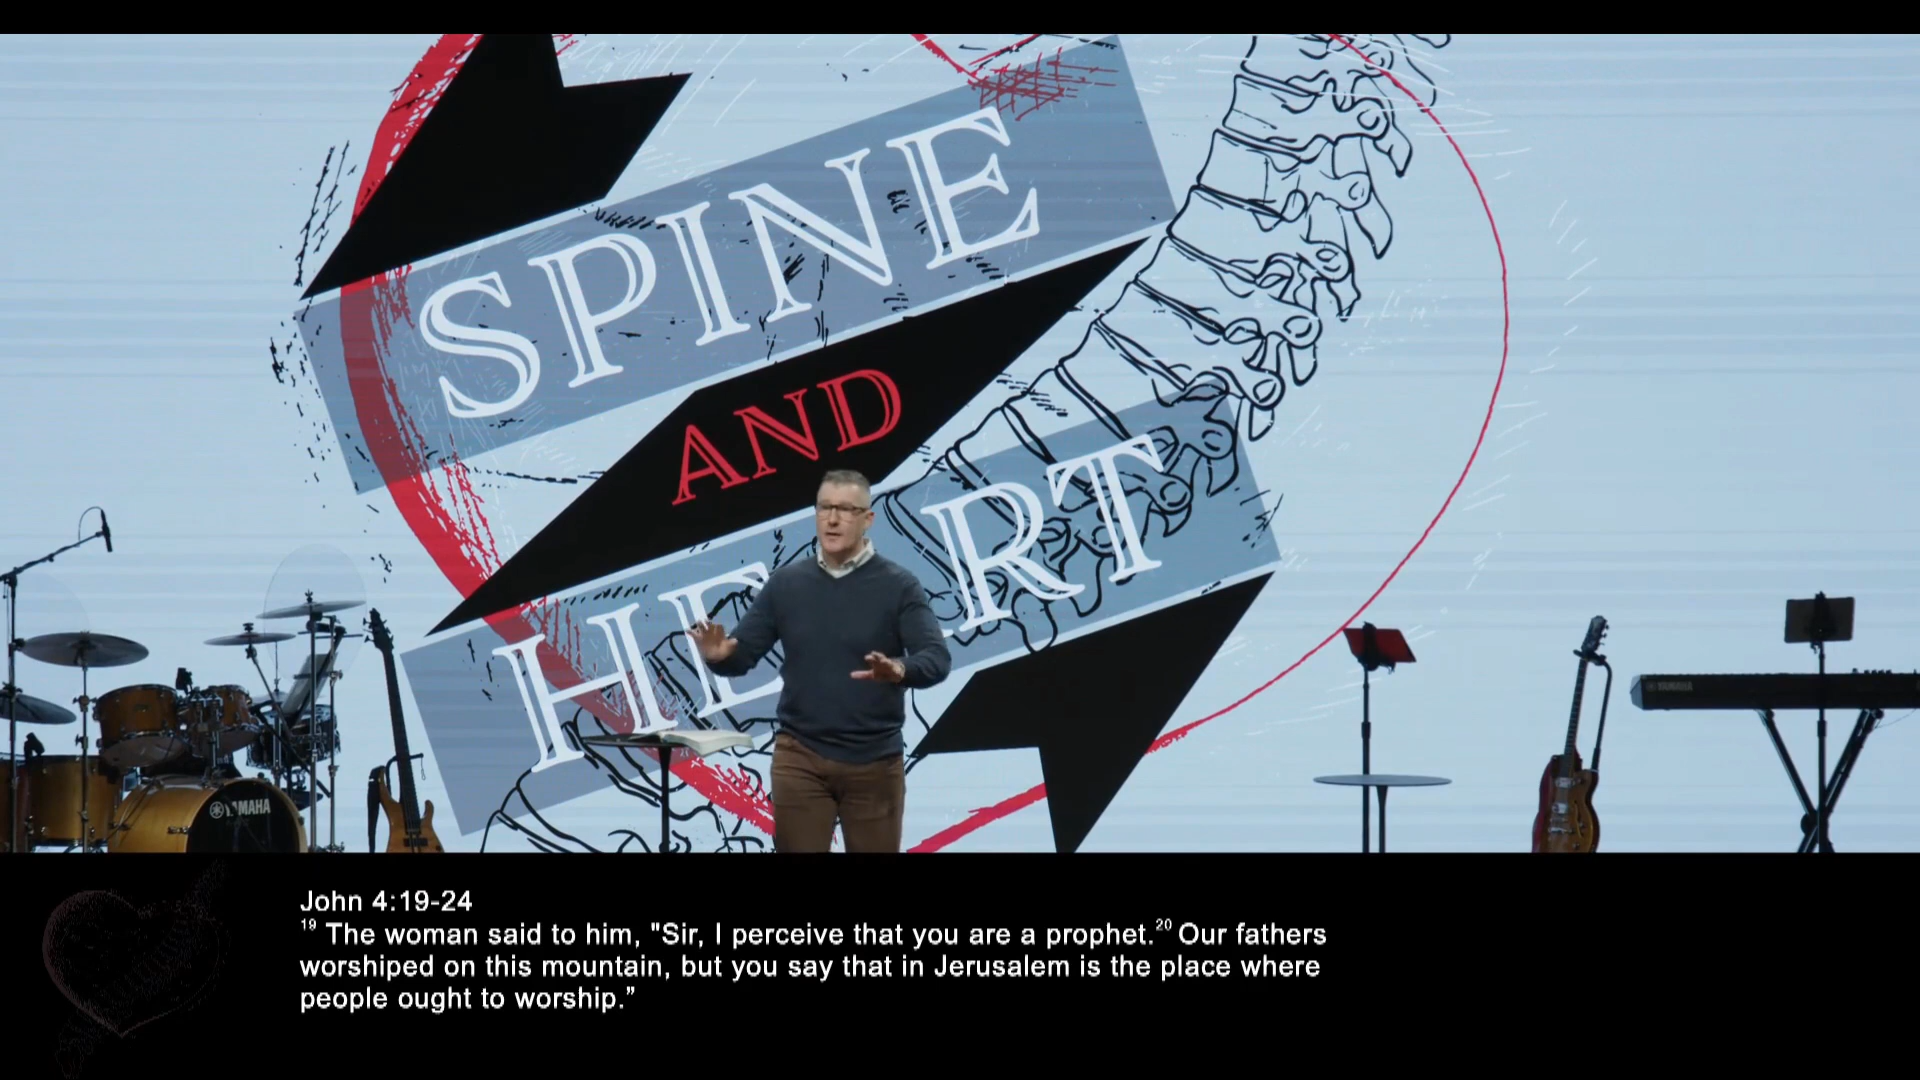 SPINE
AND
HE RT
YAMAHA
YAMAHA
John 4:19-24
19 The woman said to him, "Sir, I perceive that you are a prophet.20 Our fathers
worshiped on this mountain, but you say that in Jerusalem is the place where
people ought to worship.”